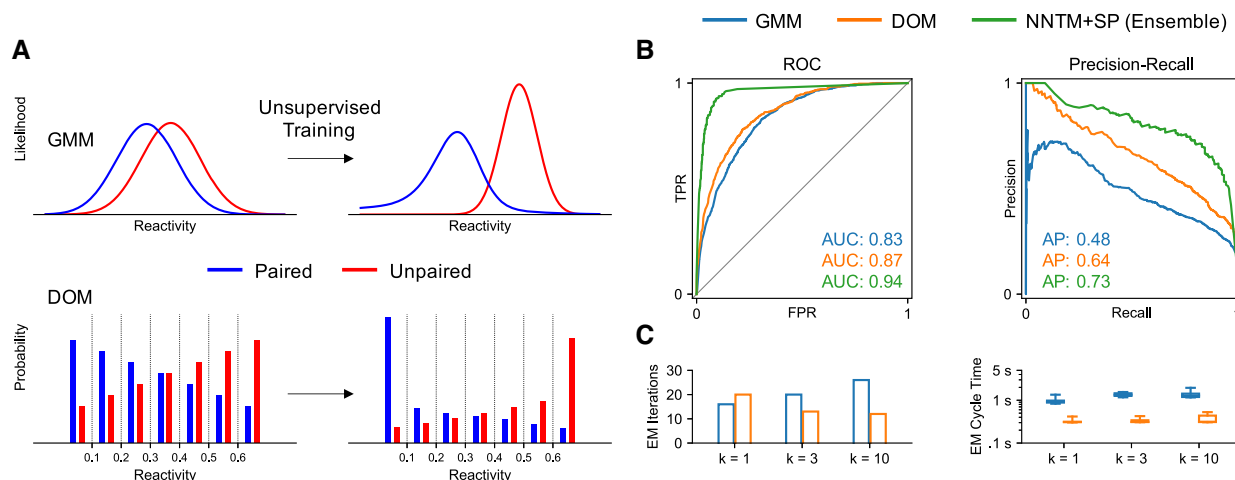 GMM DOM NNTM+SP (Ensemble)
A
Likelihood
GMM
Unsupervised
Training
Reactivity Reactivity
Paired Unpaired
DOM
Probability
0.1 0.2 0.3 0.4 0.5 0.6
Reactivity
0.1 0.2 0.3 0.4 0.5 0.6
Reactivity
B
ROC
1
TPR
AUC: 0.83
AUC: 0.87
AUC: 0.94
0
0 FPR 1
Precision-Recall
1
Precision
AP: 0.48
AP: 0.64
AP: 0.73
0
0 Recall
C
EM Iterations
30
20
10
0
k = 1 k = 3 k = 10
EM Cycle Time
5 s
1 s
.1 s
k = 1 k = 3 k = 10